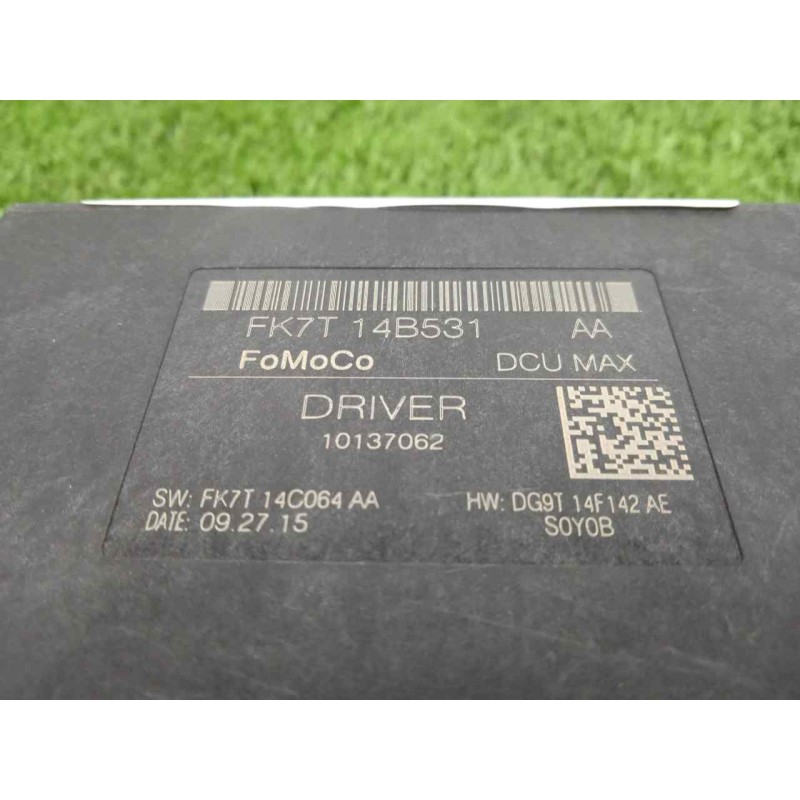 FK7T 14B531 AA
FoMoCo DCU MAX
DRIVER
10137062
SW: FK7T 14C064 AA HW: DG9T 14F142 AE
DATE: 09.27.15 S0Y0B